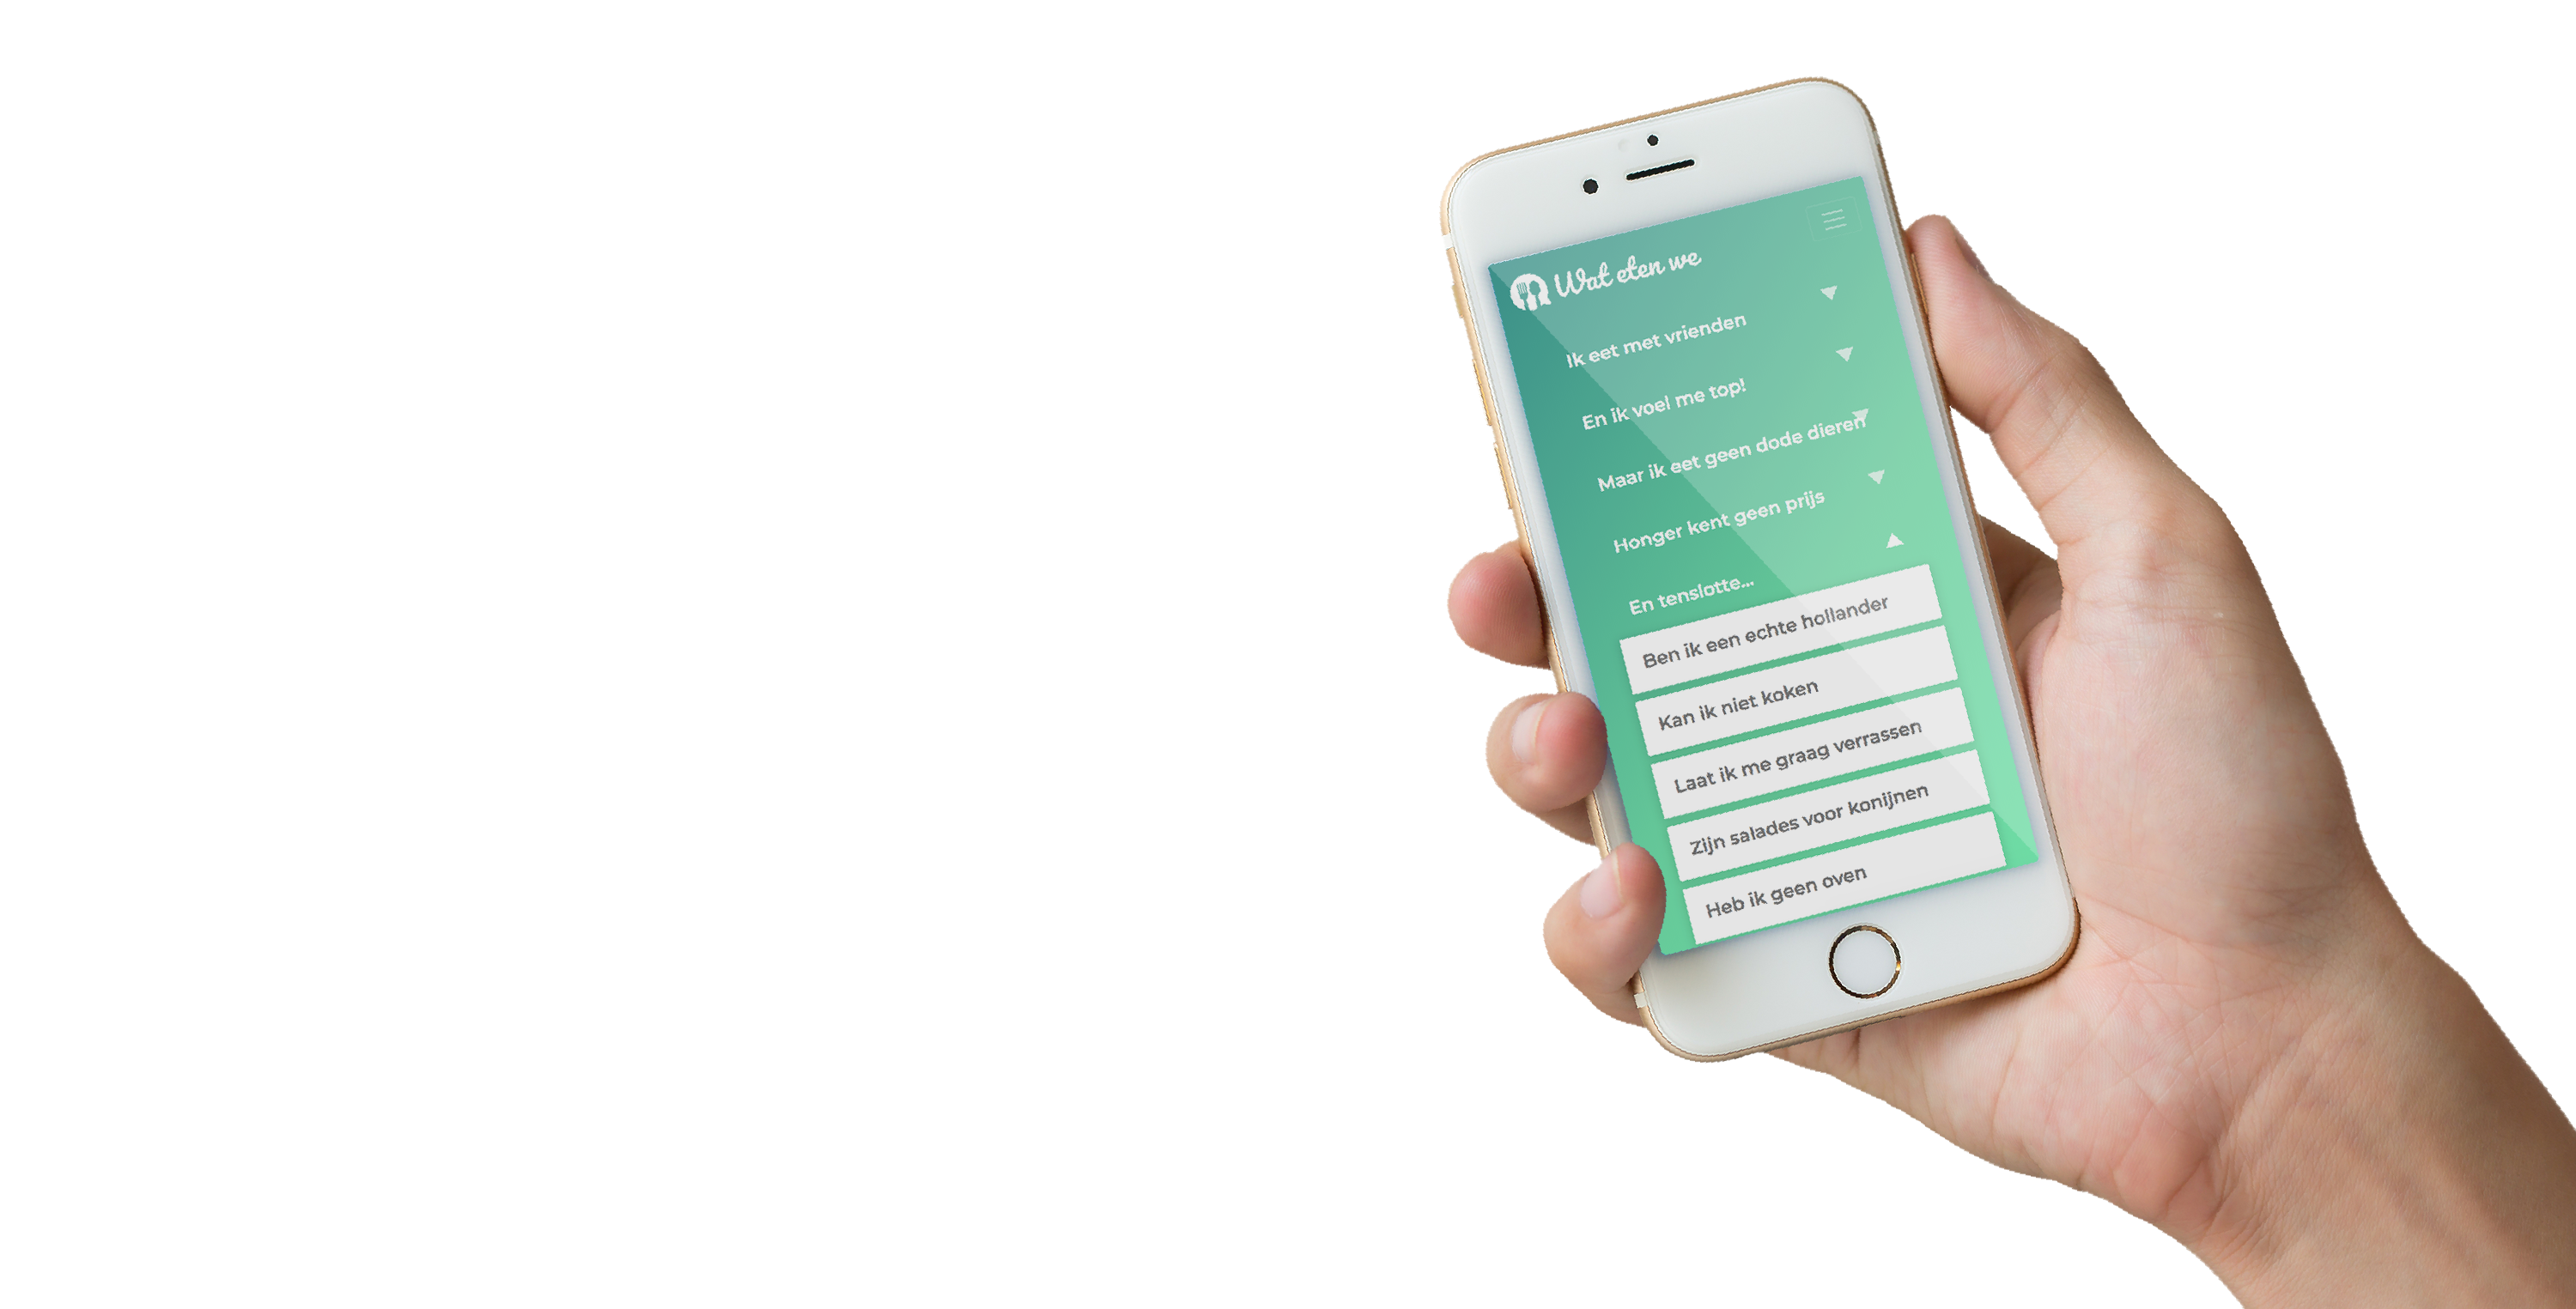 Wat eten we
Ik eet met vrienden
En ik voel me top!
Maar ik eet geen dode dieren
Honger kent geen prijs
En tenslotte...
Ben ik een echte hollander
Kan ik niet koken
Laat ik me graag verrassen
Zijn salades voor konijnen
Heb ik geen oven